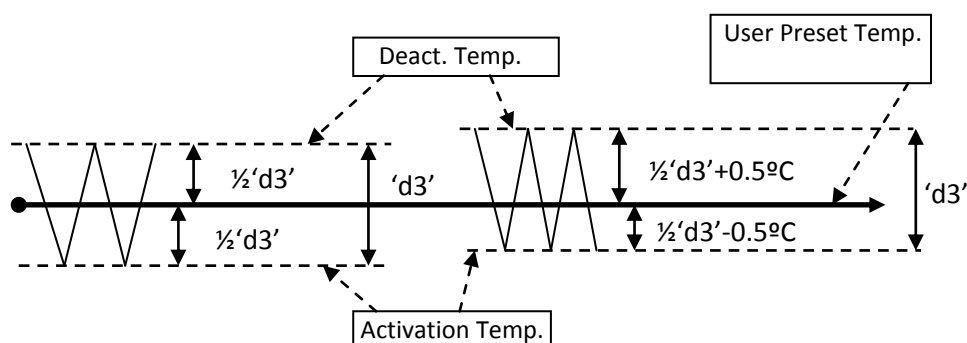 User Preset Temp.
Deact. Temp.
½‘d3’
½‘d3’
‘d3’
½‘d3’+0.5ºC
½‘d3’-0.5ºC
‘d3’
Activation Temp.